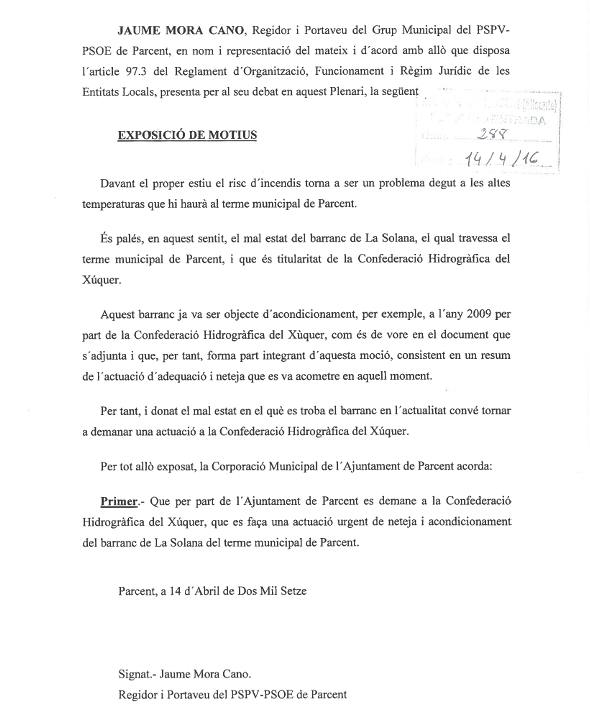 JAUME MORA CANO, Regidor i Portaveu del Grup Municipal del PSPV-
PSOE de Parcent, en nom i representació del mateix i d´acord amb allò que disposa
l´article 97.3 del Reglament d´Organització, Funcionament i Règim Jurídic de les
Entitats Locals, presenta per al seu debat en aquest Plenari, la següent
EXPOSICIÓ DE MOTIUS
288
14/4/16
Davant el proper estiu el risc d´incendis torna a ser un problema degut a les altes
temperatures que hi haurà al terme municipal de Parcent.
És palés, en aquest sentit, el mal estat del barranc de La Solana, el qual travessa el
terme municipal de Parcent, i que és titularitat de la Confederació Hidrogràfica del
Xúquer.
Aquest barranc ja va ser objecte d´acondicionament, per exemple, a l´any 2009 per
part de la Confederació Hidrogràfica del Xùquer, com és de vore en el document que
s´adjunta i que, per tant, forma part integrant d´aquesta moció, consistent en un resum
de l´actuació d´adequació i neteja que es va acometre en aquell moment.
Per tant, i donat el mal estat en el què es troba el barranc en l´actualitat convé tornar
a demanar una actuació a la Confederació Hidrogràfica del Xúquer.
Per tot allò exposat, la Corporació Municipal de l´Ajuntament de Parcent acorda:
Primer.- Que per part de l´Ajuntament de Parcent es demane a la Confederació
Hidrogràfica del Xúquer, que es faça una actuació urgent de neteja i acondicionament
del barranc de La Solana del terme municipal de Parcent.
Parcent, a 14 d´Abril de Dos Mil Setze
Signat.- Jaume Mora Cano.
Regidor i Portaveu del PSPV-PSOE de Parcent